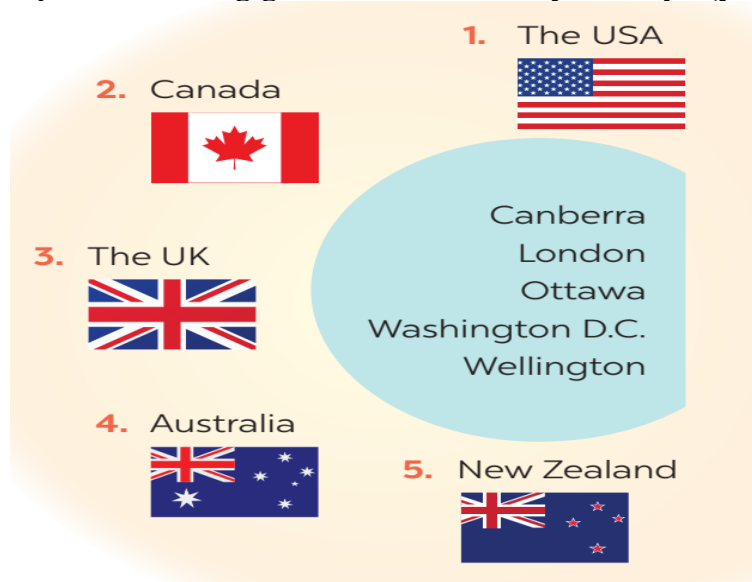 1. The USA
2. Canada
Canberra
London
3. The UK
Ottawa
Washington D.C.
Wellington
4. Australia
5. New Zealand